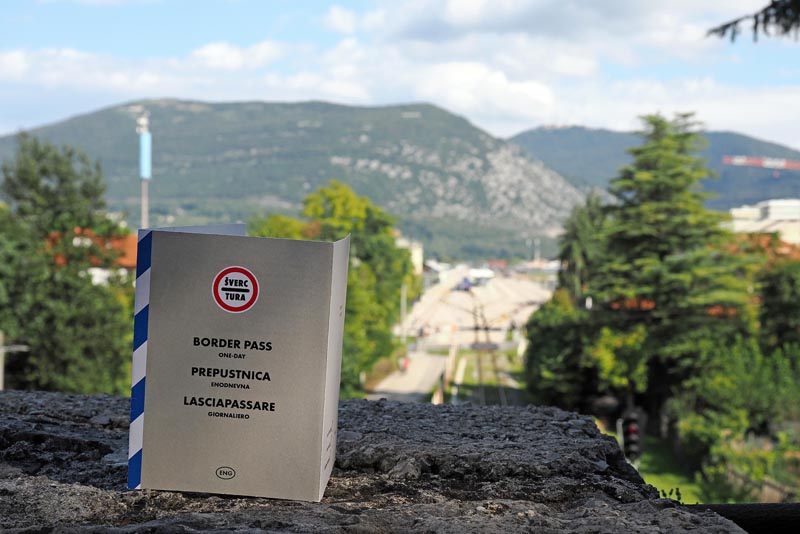 ŠVERC
TURA
BORDER PASS
ONE-DAY
PREPUSTNICA
ENODNEVNA
LASCIAPASSARE
GIORNALIERO
ENG